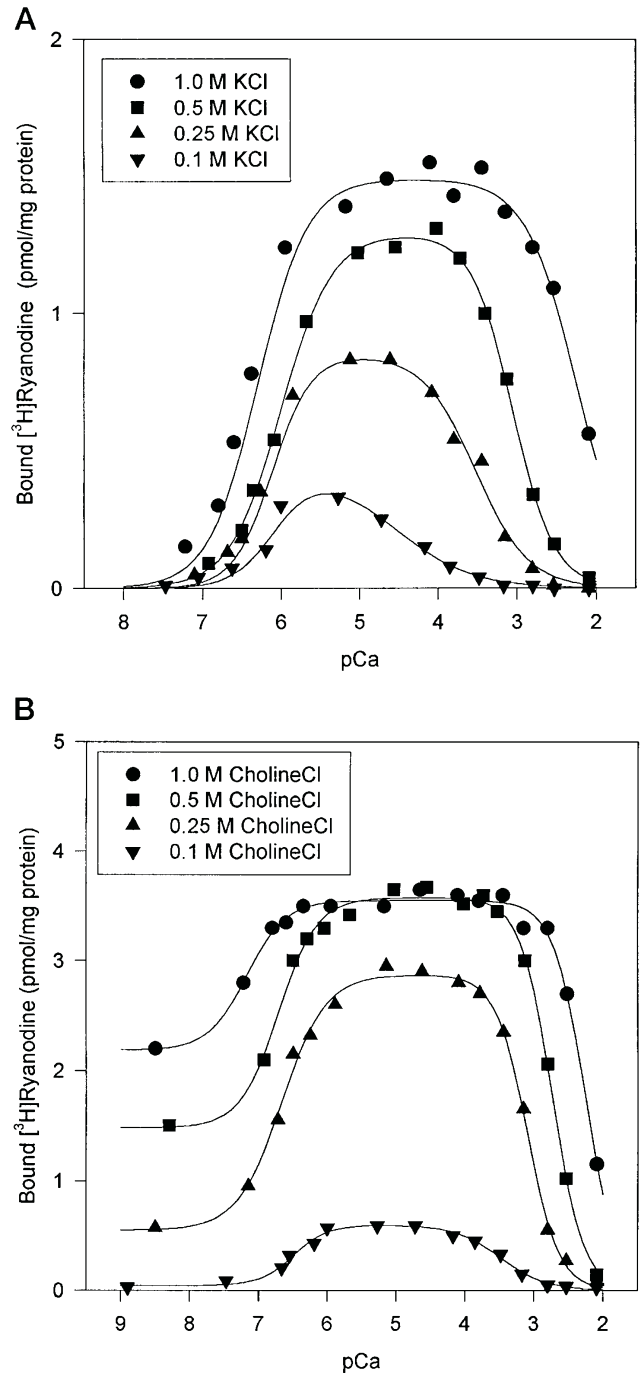 A
2
1.0 M KCl
0.5 M KCl
0.25 M KCl
0.1 M KCl
Bound [³H]Ryanodine (pmol/mg protein)
1
0
8 7 6 5 4 3 2
pCa
B
5
1.0 M CholineCl
0.5 M CholineCl
0.25 M CholineCl
0.1 M CholineCl
4
Bound [³H]Ryanodine (pmol/mg protein)
3
2
1
0
9 8 7 6 5 4 3 2
pCa